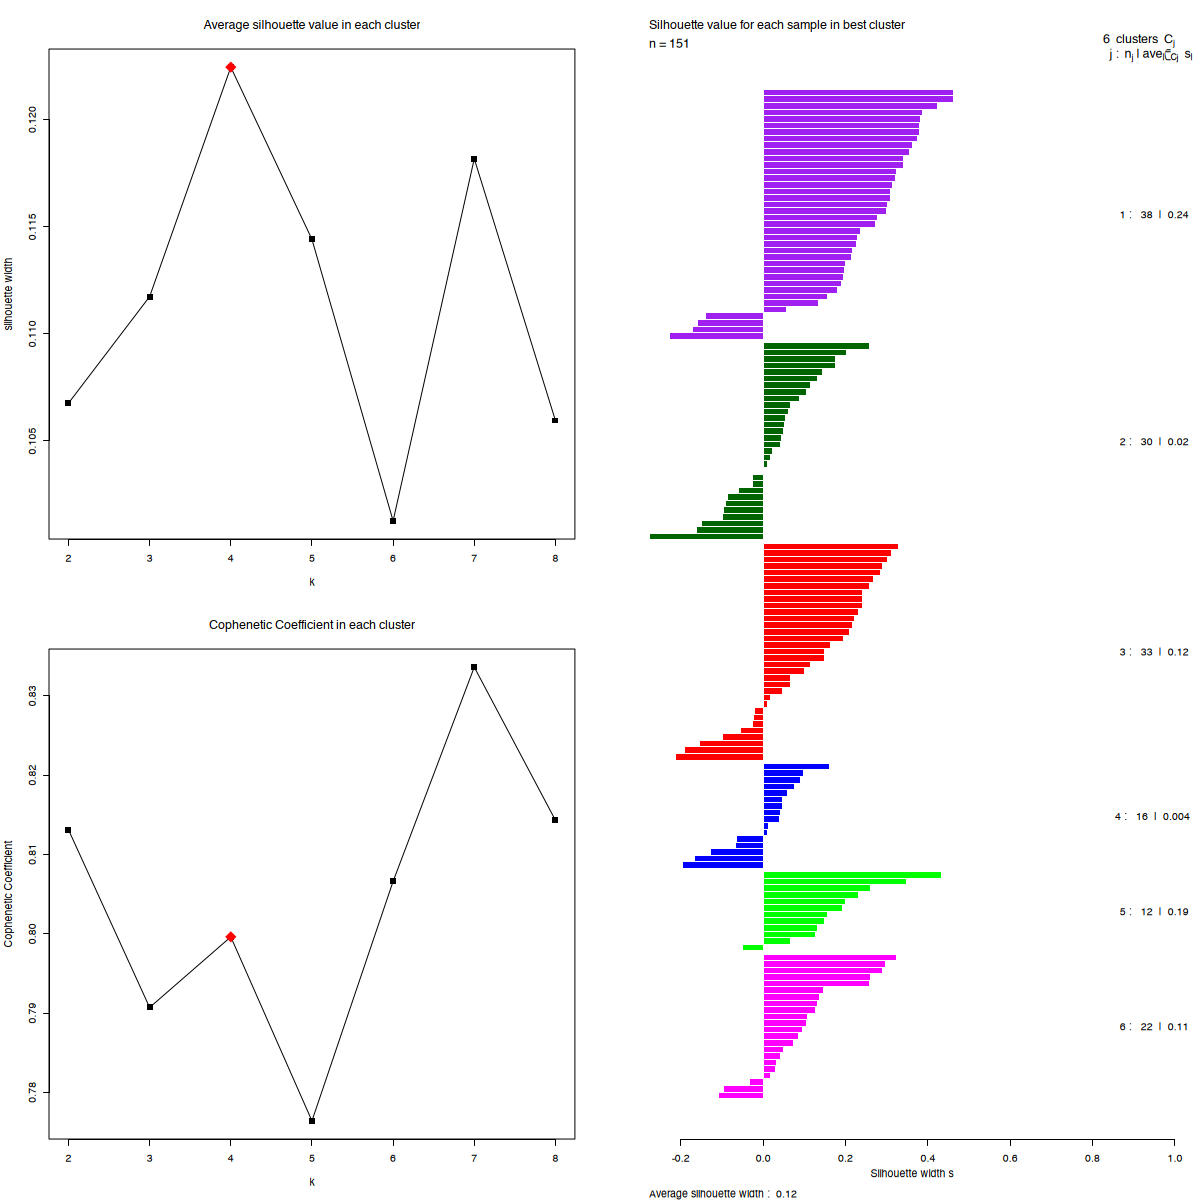 Average silhouette value in each cluster
0.120
0.115
0.110
0.105
silhouette width
2 3 4 5 6 7 8
k
Cophenetic Coefficient in each cluster
0.83
0.82
0.81
0.80
0.79
0.78
Cophenetic Coefficient
2 3 4 5 6 7 8
k
Silhouette value for each sample in best cluster
n = 151
6 clusters Cj
j : nj | avei∈Cj si
1 : 38 | 0.24
2 : 30 | 0.02
3 : 33 | 0.12
4 : 16 | 0.004
5 : 12 | 0.19
6 : 22 | 0.11
-0.2 0.0 0.2 0.4 0.6 0.8 1.0
Silhouette width s
Average silhouette width : 0.12